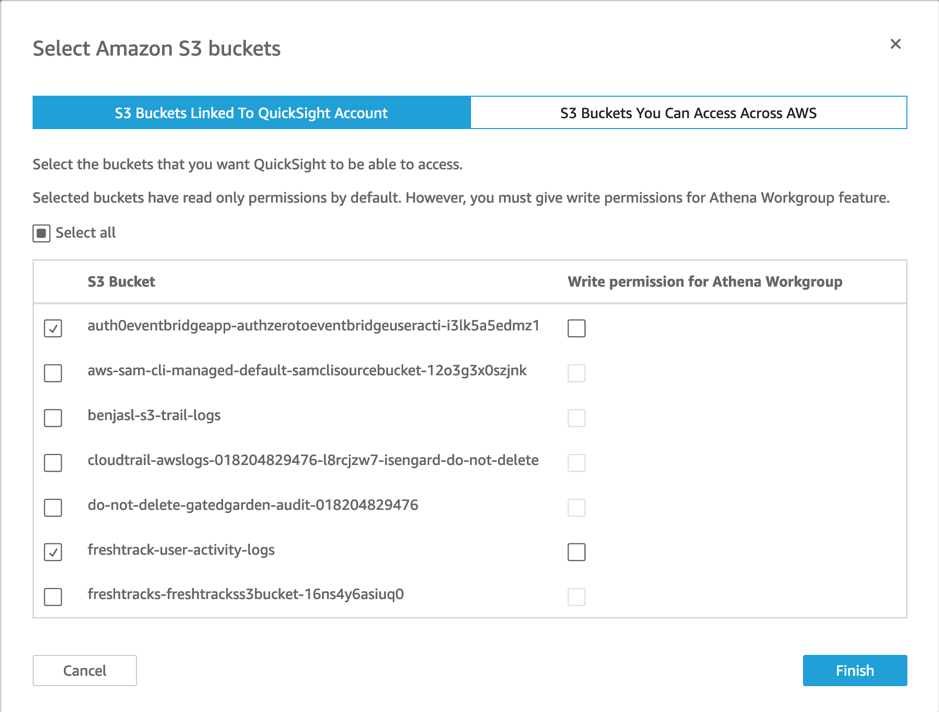 Select Amazon S3 buckets
S3 Buckets Linked To QuickSight Account
S3 Buckets You Can Access Across AWS
Select the buckets that you want QuickSight to be able to access.
Selected buckets have read only permissions by default. However, you must give write permissions for Athena Workgroup feature.
Select all
S3 Bucket
Write permission for Athena Workgroup
auth0eventbridgeapp-authzerotoeventbridgeuseracti-i3lk5a5edmz1
aws-sam-cli-managed-default-samclisourcebucket-12o3g3x0szjnk
benjasl-s3-trail-logs
cloudtrail-awslogs-018204829476-l8rcjzw7-isengard-do-not-delete
do-not-delete-gatedgarden-audit-018204829476
freshtrack-user-activity-logs
freshtracks-freshtrackss3bucket-16ns4y6asiuq0
Cancel
Finish